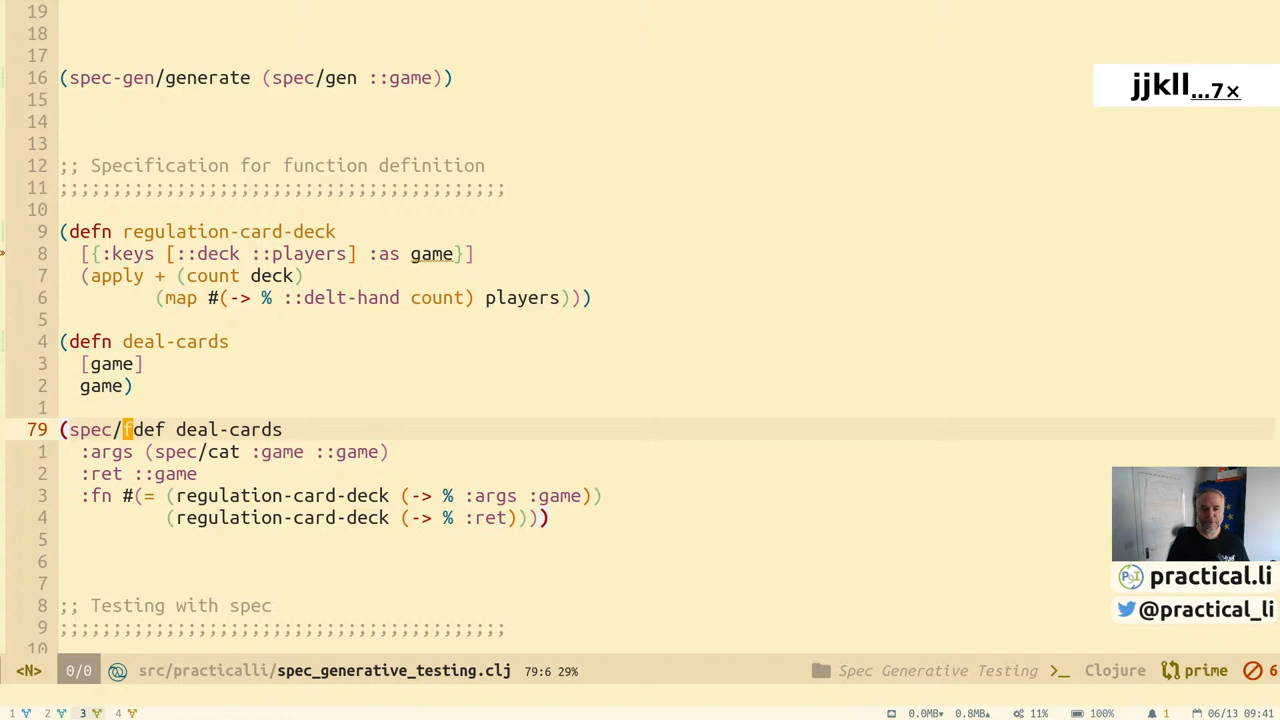 19
18
17
16 (spec-gen/generate (spec/gen ::game))
15
14
13
12 ;; Specification for function definition
11 ;;;;;;;;;;;;;;;;;;;;;;;;;;;;;;;;;;;;;;;;;;
10
9 (defn regulation-card-deck
8 [{:keys [::deck ::players] :as game}]
7 (apply + (count deck)
6 (map #(-> % ::delt-hand count) players)))
5
4 (defn deal-cards
3 [game]
2 game)
1
79 (spec/fdef deal-cards
1 :args (spec/cat :game ::game)
2 :ret ::game
3 :fn #(= (regulation-card-deck (-> % :args :game))
4 (regulation-card-deck (-> % :ret))))
5
6
7
8 ;; Testing with spec
9 ;;;;;;;;;;;;;;;;;;;;;;;;;;;;;;;;;;;;;;;;;;
10
jjkll...7×
practical.li
@practical_li
<N> 0/0 src/practicalli/spec_generative_testing.clj 79:6 29% Spec Generative Testing >_ Clojure prime 6
1 2 3 4 0.0MB 0.8MB 11% 100% 1 06/13 09:41